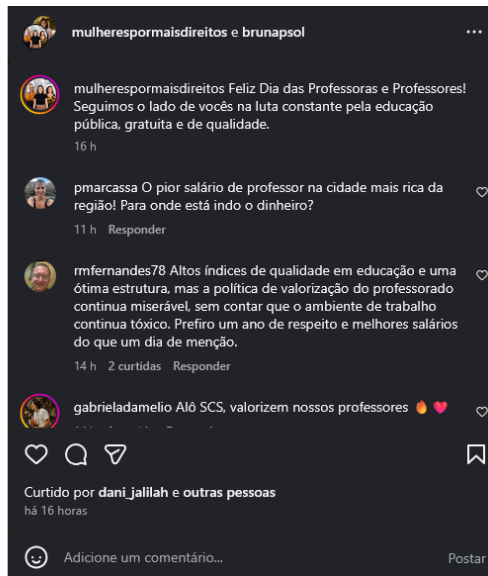 mulherespormaisdireitos e brunapsol
mulherespormaisdireitos Feliz Dia das Professoras e Professores!
Seguimos o lado de vocês na luta constante pela educação
pública, gratuita e de qualidade.
16 h
pmarcassa O pior salário de professor na cidade mais rica da
região! Para onde está indo o dinheiro?
11 h Responder
rmfernandes78 Altos índices de qualidade em educação e uma
ótima estrutura, mas a política de valorização do professorado
continua miserável, sem contar que o ambiente de trabalho
continua tóxico. Prefiro um ano de respeito e melhores salários
do que um dia de menção.
14 h 2 curtidas Responder
gabrieladamelio Alô SCS, valorizem nossos professores 🔥 ❤️
Curtido por dani_jalilah e outras pessoas
há 16 horas
Adicione um comentário...
Postar